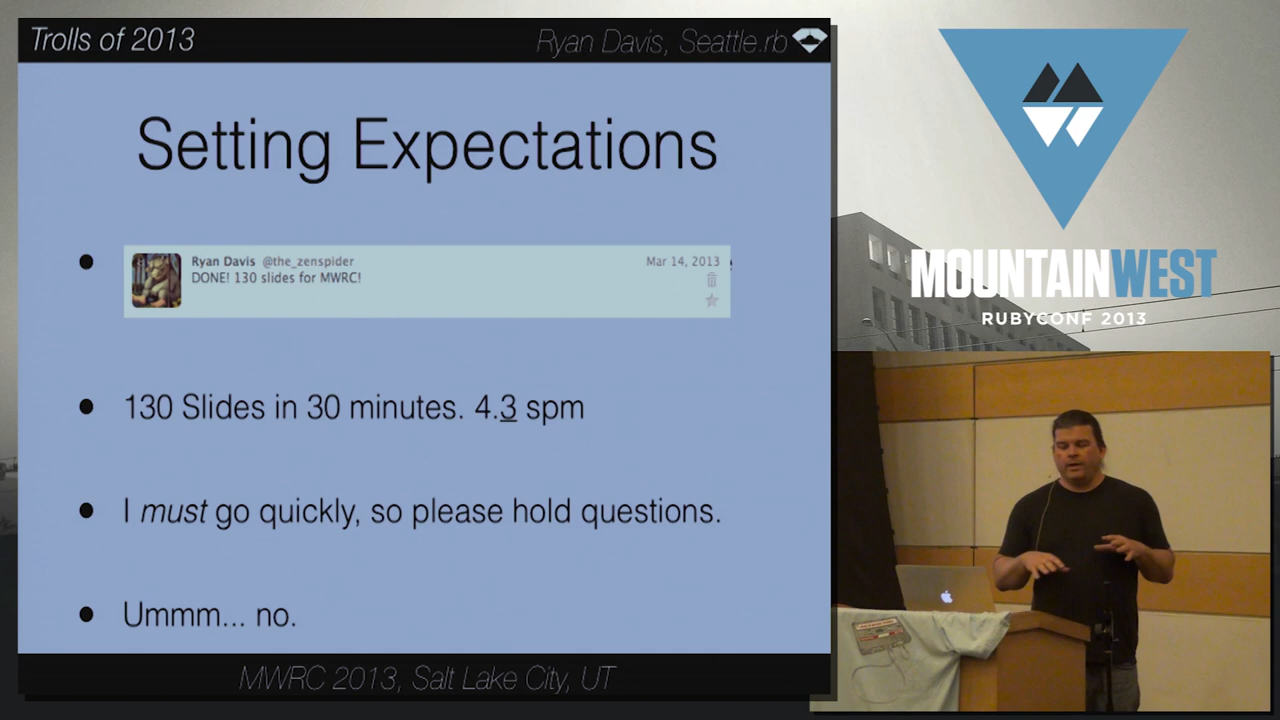 Trolls of 2013
Ryan Davis, Seattle.rb
Setting Expectations
Ryan Davis @the_zenspider
Mar 14, 2013
DONE! 130 slides for MWRC!
130 Slides in 30 minutes. 4.3 spm
I must go quickly, so please hold questions.
Ummm... no.
MWRC 2013, Salt Lake City, UT
MOUNTAINWEST
RUBYCONF 2013